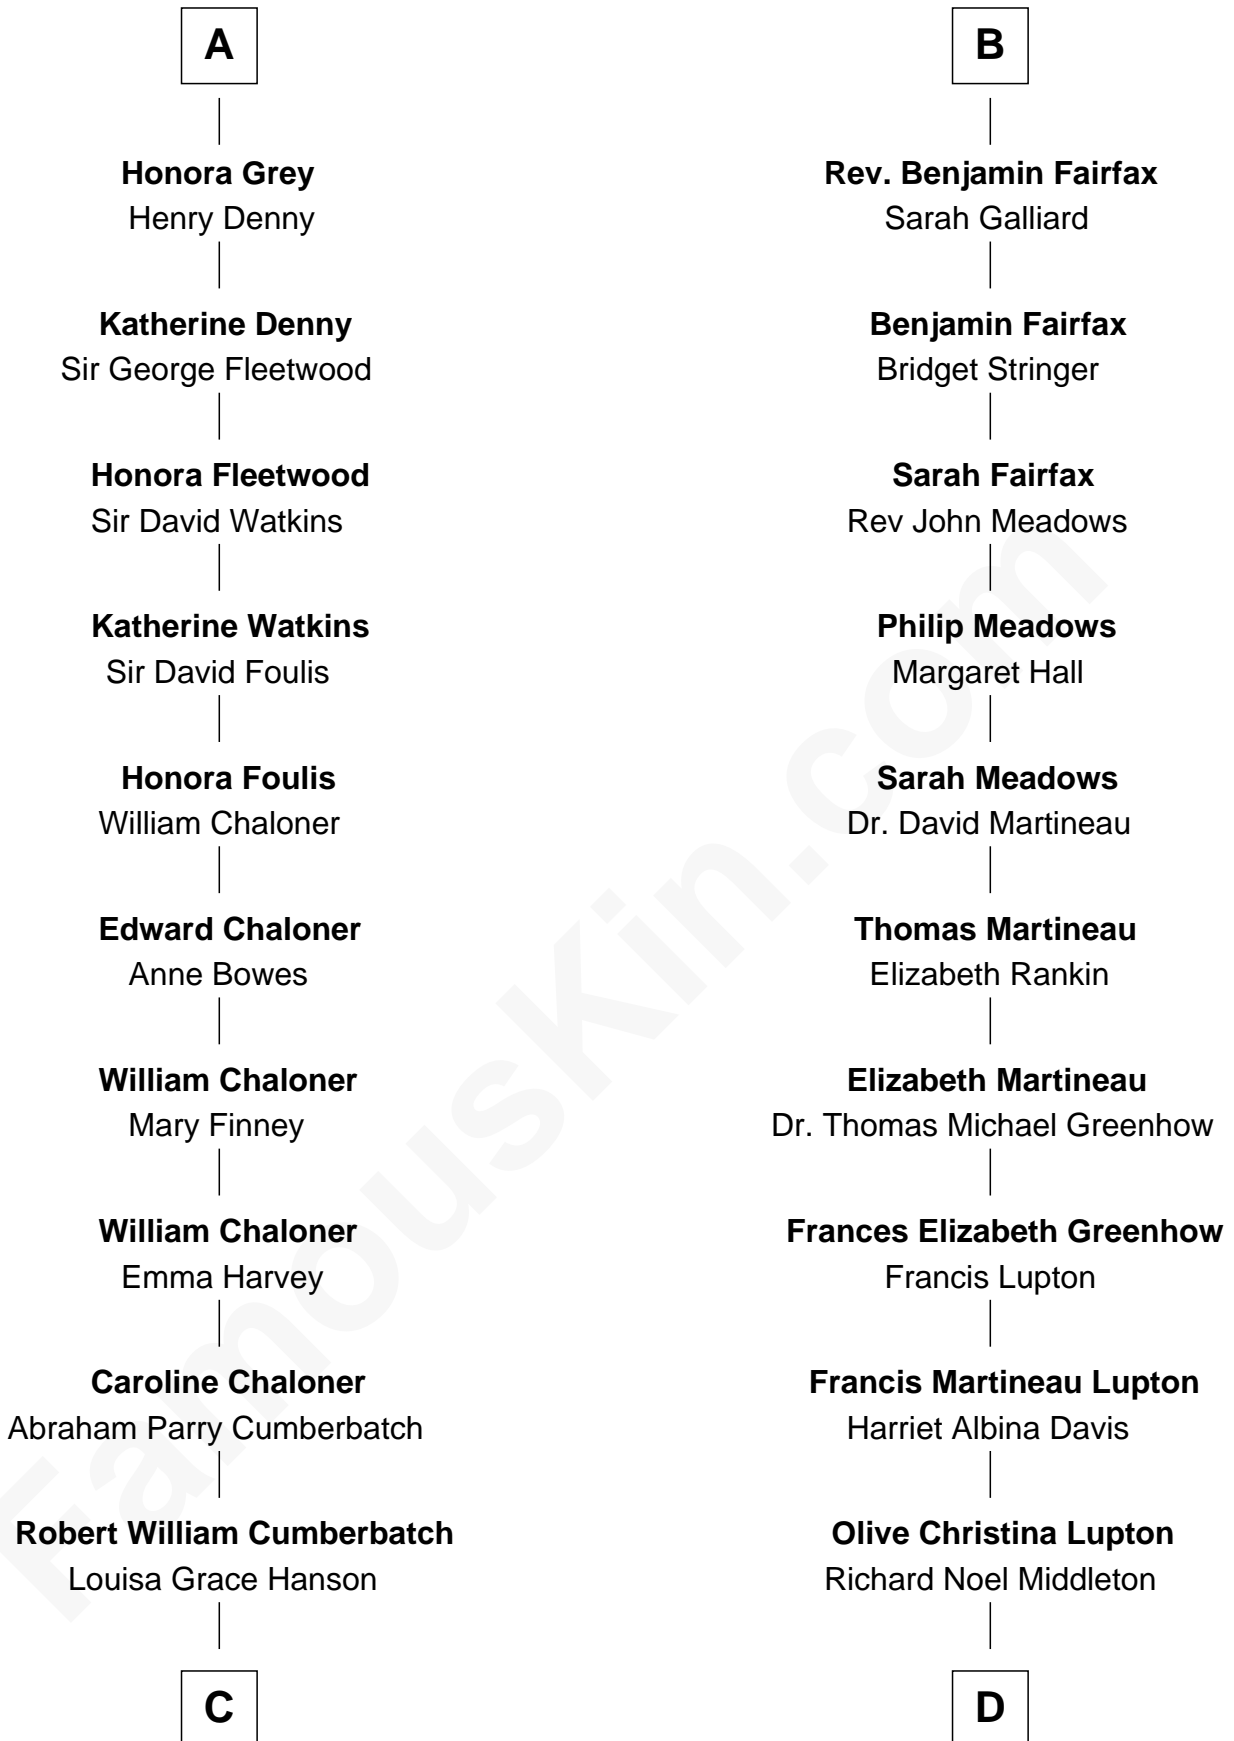 A
Honora Grey
Henry Denny
Katherine Denny
Sir George Fleetwood
Honora Fleetwood
Sir David Watkins
Katherine Watkins
Sir David Foulis
Honora Foulis
William Chaloner
Edward Chaloner
Anne Bowes
William Chaloner
Mary Finney
William Chaloner
Emma Harvey
Caroline Chaloner
Abraham Parry Cumberbatch
Robert William Cumberbatch
Louisa Grace Hanson
C
B
Rev. Benjamin Fairfax
Sarah Galliard
Benjamin Fairfax
Bridget Stringer
Sarah Fairfax
Rev John Meadows
Philip Meadows
Margaret Hall
Sarah Meadows
Dr. David Martineau
Thomas Martineau
Elizabeth Rankin
Elizabeth Martineau
Dr. Thomas Michael Greenhow
Frances Elizabeth Greenhow
Francis Lupton
Francis Martineau Lupton
Harriet Albina Davis
Olive Christina Lupton
Richard Noel Middleton
D
FamousKin.com